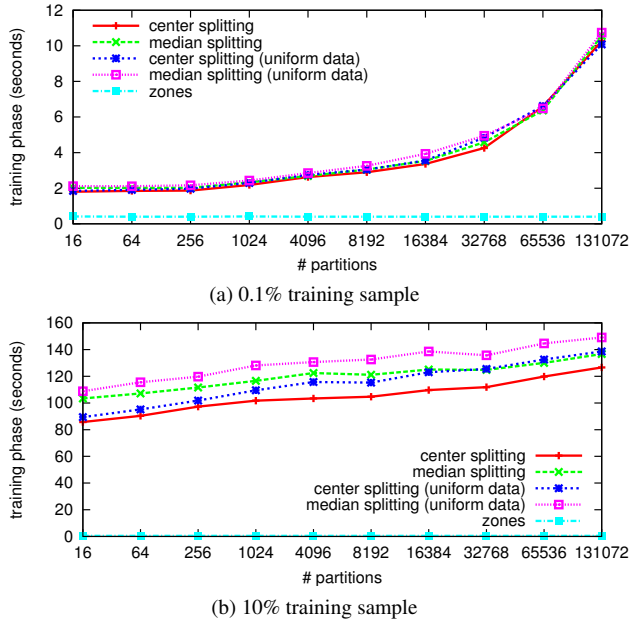 12
10
8
6
4
2
0
training phase (seconds)
center splitting
median splitting
center splitting (uniform data)
median splitting (uniform data)
zones
16 64 256 1024 4096 8192 16384 32768 65536 131072
# partitions
(a) 0.1% training sample
160
140
120
100
80
60
40
20
0
training phase (seconds)
center splitting
median splitting
center splitting (uniform data)
median splitting (uniform data)
zones
16 64 256 1024 4096 8192 16384 32768 65536 131072
# partitions
(b) 10% training sample